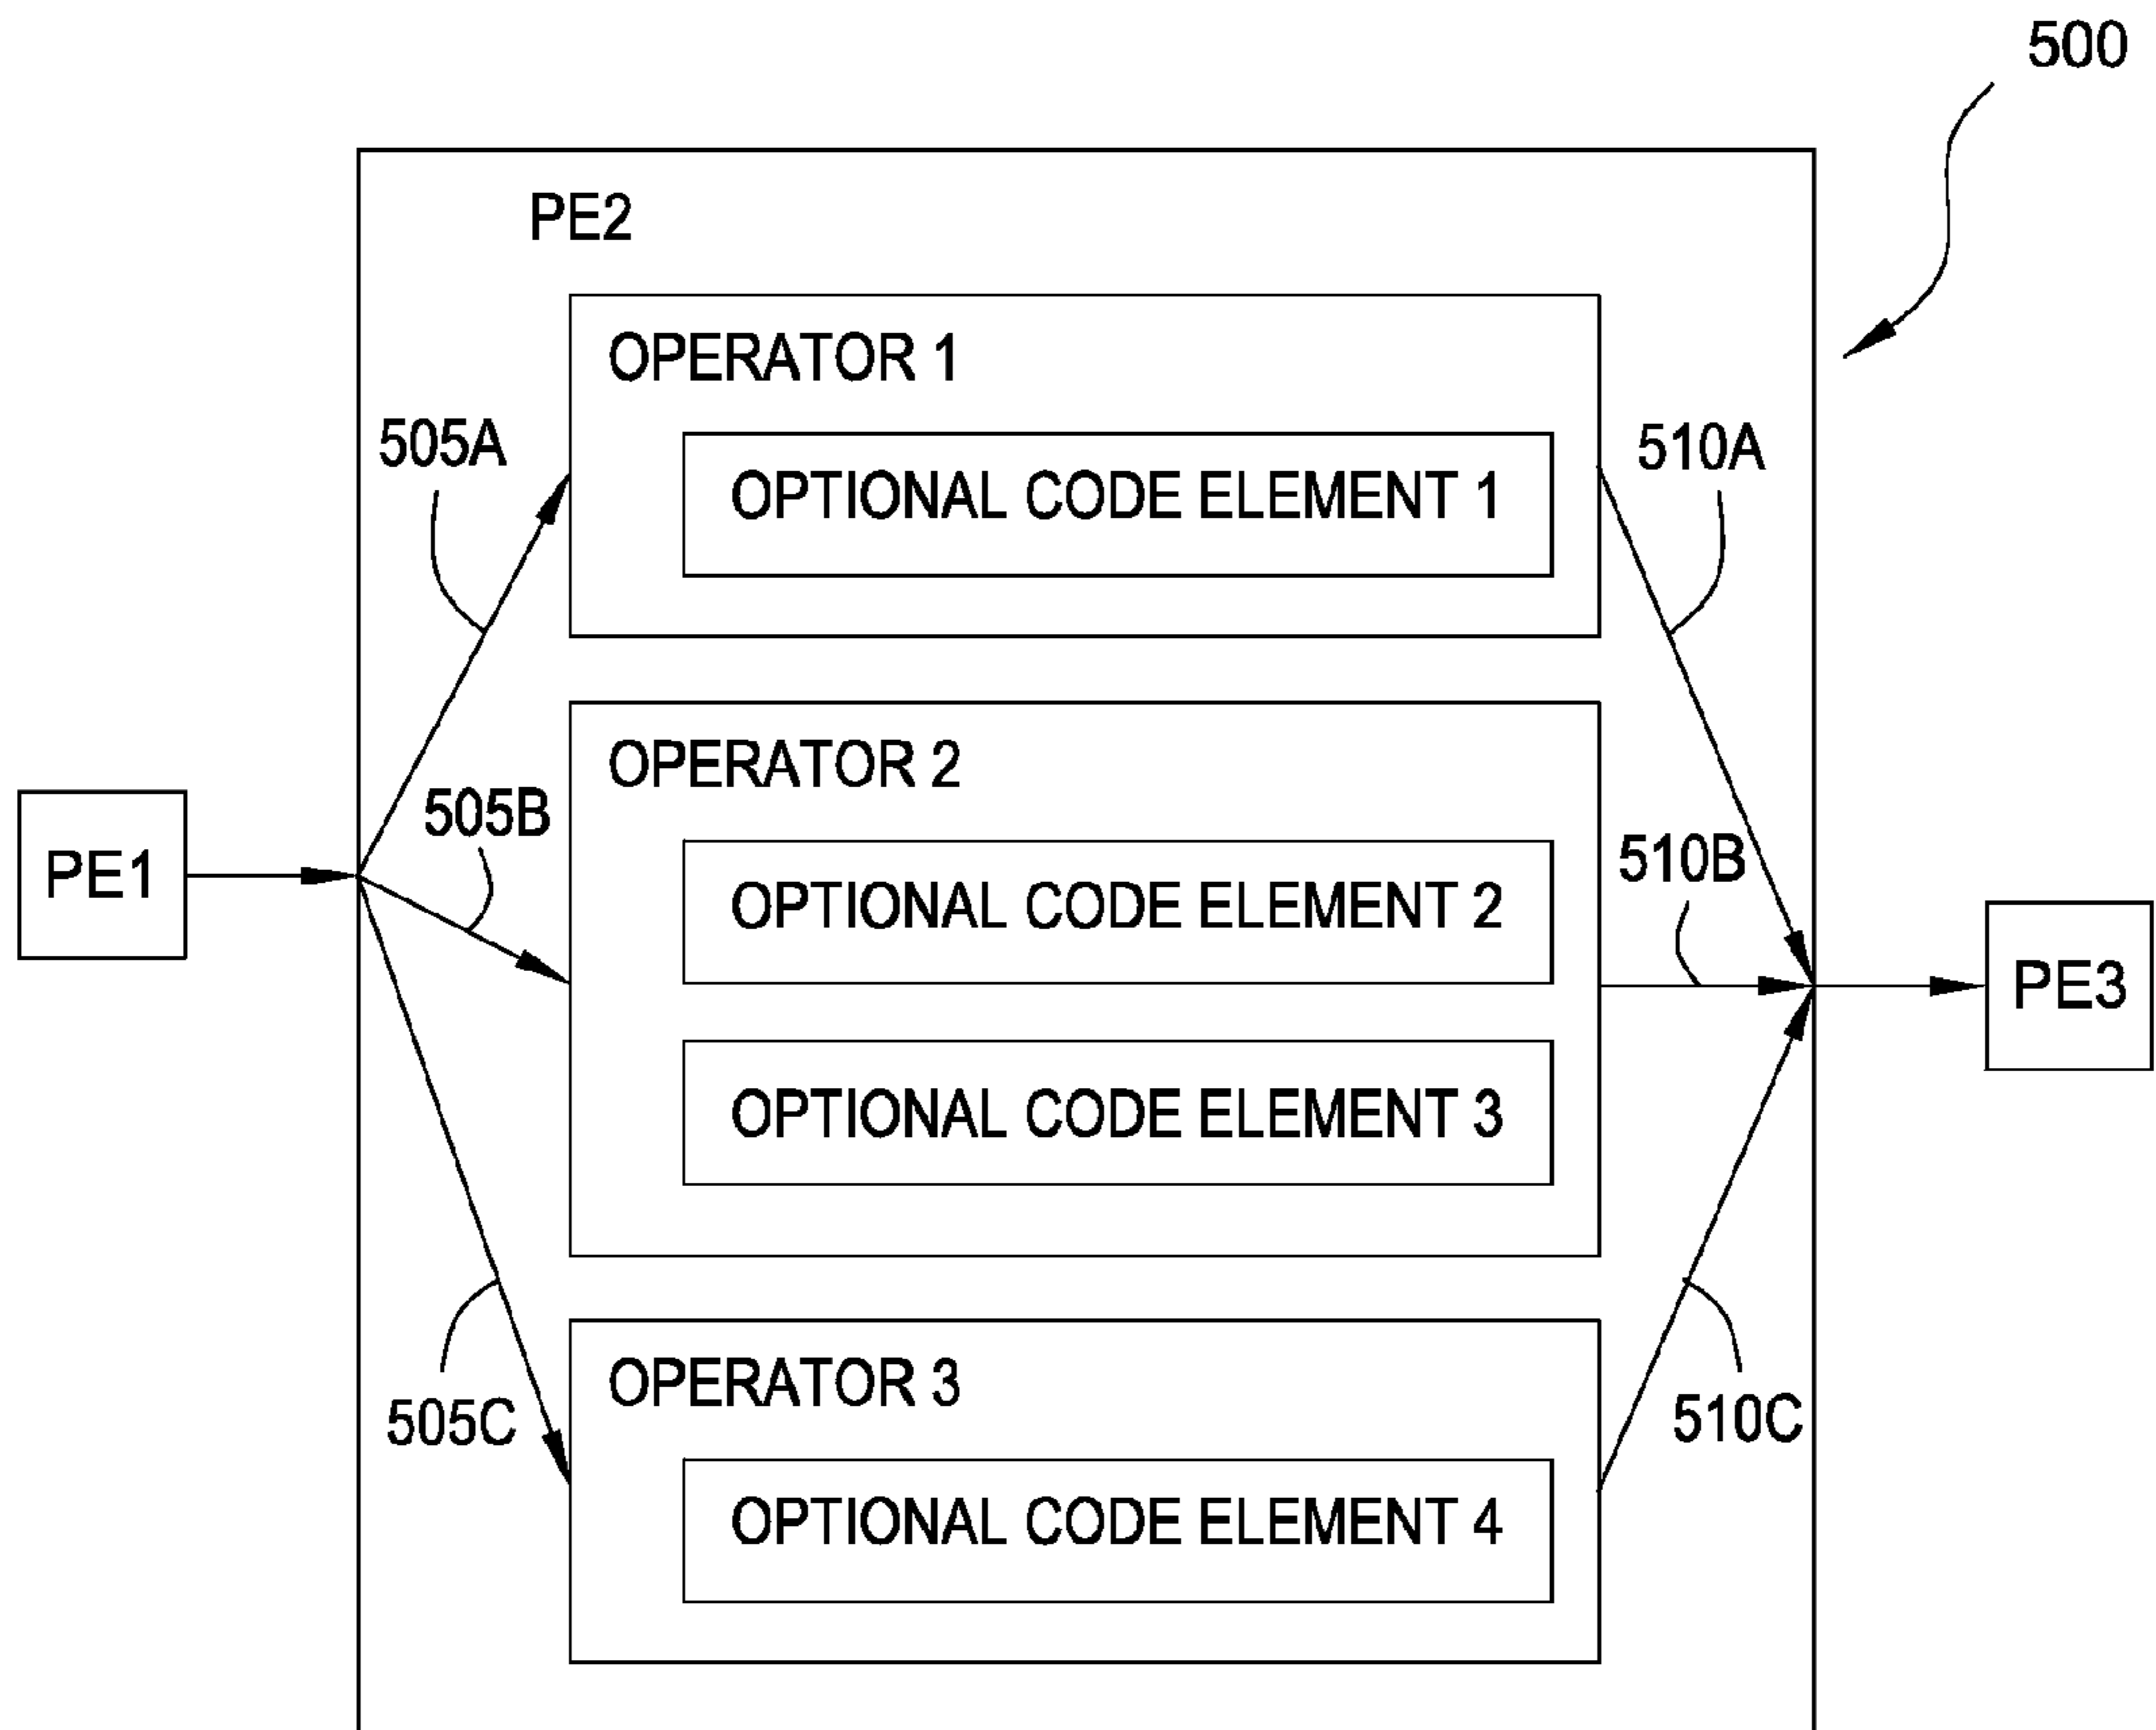 500
PE2
OPERATOR 1
505A
510A
OPTIONAL CODE ELEMENT 1
OPERATOR 2
505B
510B
PE1
OPTIONAL CODE ELEMENT 2
PE3
OPTIONAL CODE ELEMENT 3
OPERATOR 3
505C
510C
OPTIONAL CODE ELEMENT 4